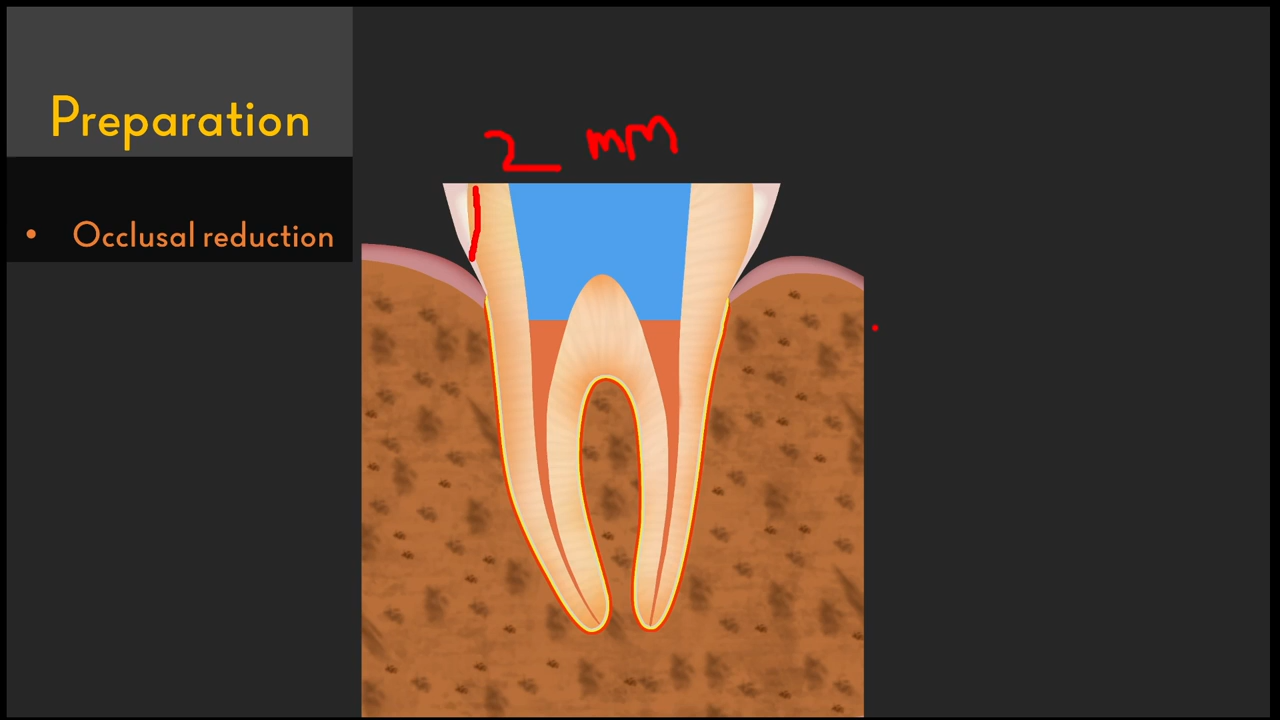 Preparation
• Occlusal reduction
2 mm